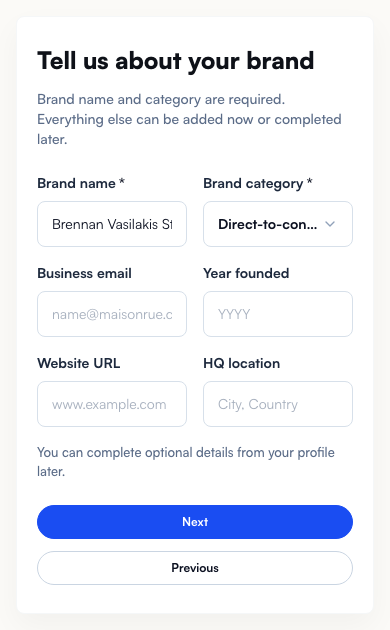 Tell us about your brand
Brand name and category are required.
Everything else can be added now or completed
later.
Brand name * Brand category *
Brennan Vasilakis Direct-to-con...
Business email Year founded
name@maisonrue.c YYYY
Website URL HQ location
www.example.com City, Country
You can complete optional details from your profile
later.
Next
Previous